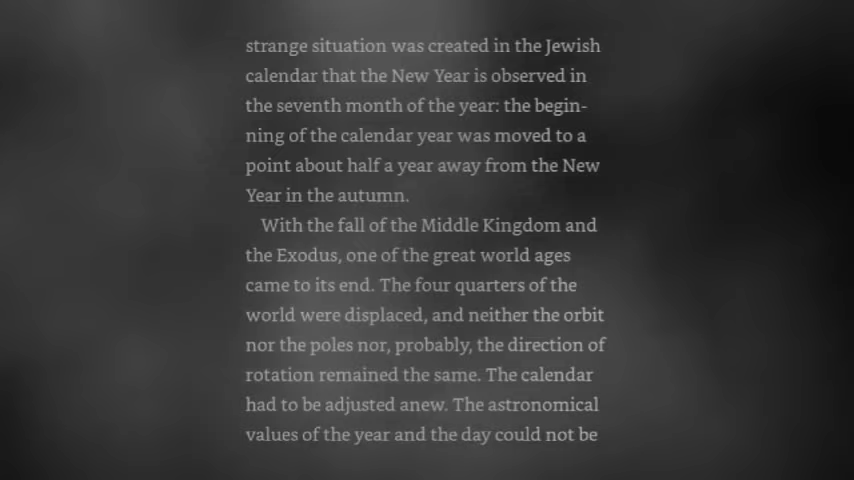 strange situation was created in the Jewish
calendar that the New Year is observed in
the seventh month of the year: the begin-
ning of the calendar year was moved to a
point about half a year away from the New
Year in the autumn.
With the fall of the Middle Kingdom and
the Exodus, one of the great world ages
came to its end. The four quarters of the
world were displaced, and neither the orbit
nor the poles nor, probably, the direction of
rotation remained the same. The calendar
had to be adjusted anew. The astronomical
values of the year and the day could not be